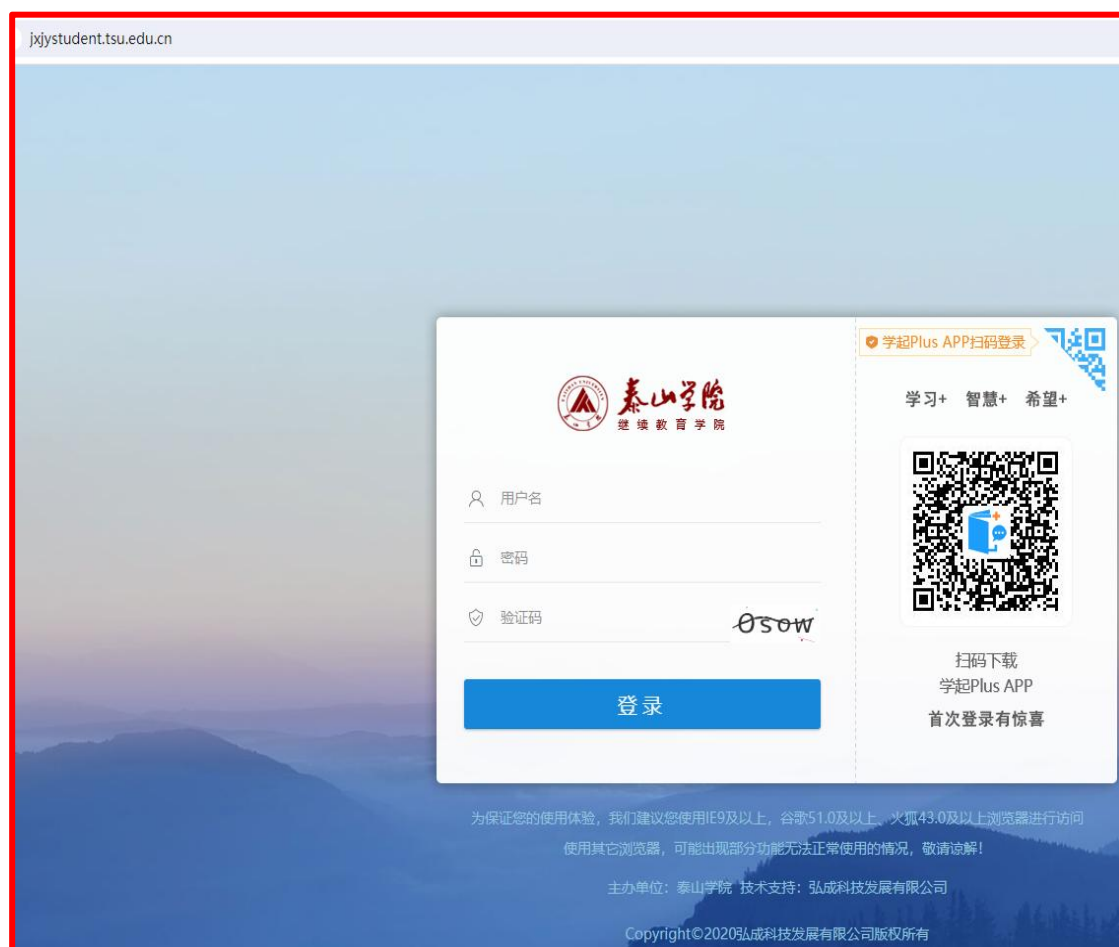 jxjystudent.tsu.edu.cn
学起Plus APP扫码登录
泰山学院
继续教育学院
学习+ 智慧+ 希望+
用户名
密码
验证码
0sow
登录
扫码下载
学起Plus APP
首次登录有惊喜
为保证您的使用体验，我们建议您使用IE9及以上，谷歌51.0及以上、火狐43.0及以上浏览器进行访问
使用其它浏览器，可能出现部分功能无法正常使用的情况，敬请谅解！
主办单位：泰山学院 技术支持：弘成科技发展有限公司
Copyright©2020弘成科技发展有限公司版权所有